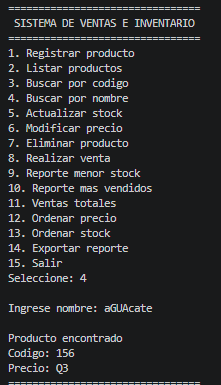 ================================
SISTEMA DE VENTAS E INVENTARIO
================================
1. Registrar producto
2. Listar productos
3. Buscar por codigo
4. Buscar por nombre
5. Actualizar stock
6. Modificar precio
7. Eliminar producto
8. Realizar venta
9. Reporte menor stock
10. Reporte mas vendidos
11. Ventas totales
12. Ordenar precio
13. Ordenar stock
14. Exportar reporte
15. Salir
Seleccione: 4
Ingrese nombre: aGUAcate
Producto encontrado
Codigo: 156
Precio: Q3
================================